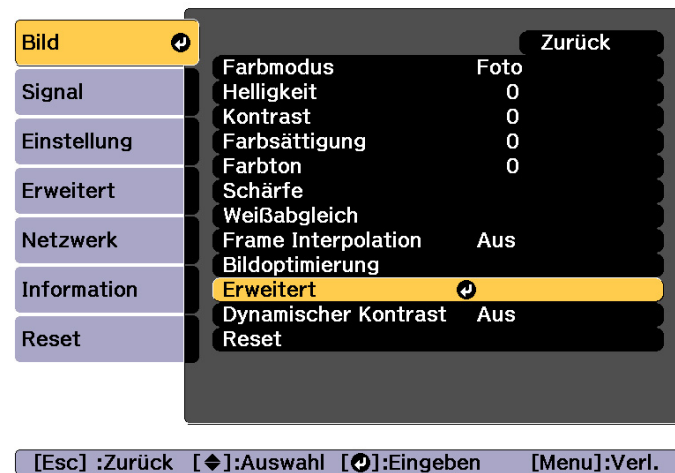 Bild
Signal
Einstellung
Erweitert
Netzwerk
Information
Reset
Zurück
Farbmodus Foto
Helligkeit 0
Kontrast 0
Farbsättigung 0
Farbton 0
Schärfe
Weißabgleich
Frame Interpolation Aus
Bildoptimierung
Erweitert
Dynamischer Kontrast Aus
Reset
[Esc] :Zurück [◆]:Auswahl [↵]:Eingeben [Menu]:Verl.